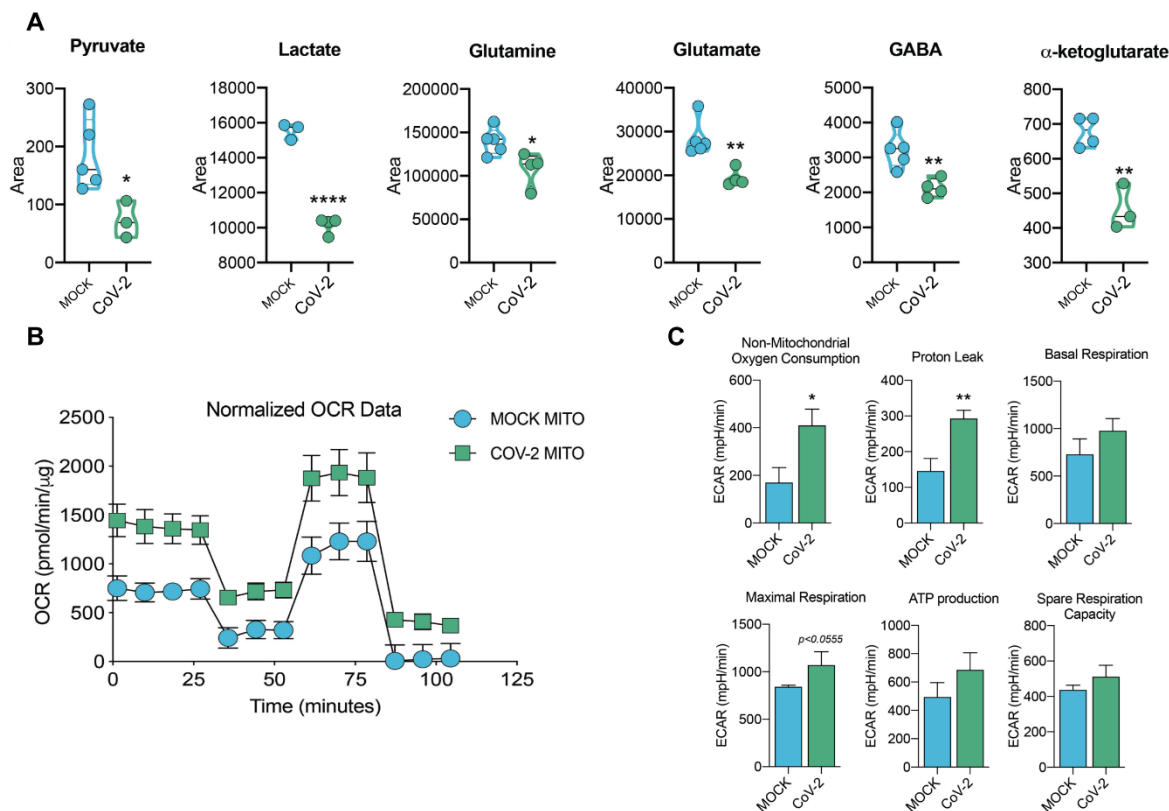 A
Pyruvate
Lactate
Glutamine
Glutamate
GABA
α-ketoglutarate
300
200
100
0
Area
*
MOCK
CoV-2
18000
16000
14000
12000
10000
8000
Area
****
MOCK
CoV-2
200000
150000
100000
50000
0
Area
*
MOCK
CoV-2
40000
30000
20000
10000
0
Area
**
MOCK
CoV-2
5000
4000
3000
2000
1000
0
Area
**
MOCK
CoV-2
800
700
600
500
400
300
Area
**
MOCK
CoV-2
B
Normalized OCR Data
MOCK MITO
COV-2 MITO
2500
2000
1500
1000
500
0
OCR (pmol/min/µg)
0
25
50
75
100
125
Time (minutes)
C
Non-Mitochondrial
Oxygen Consumption
600
400
200
0
ECAR (mpH/min)
*
MOCK
CoV-2
Proton Leak
400
300
200
100
0
ECAR (mpH/min)
**
MOCK
CoV-2
Basal Respiration
1500
1000
500
0
ECAR (mpH/min)
MOCK
CoV-2
Maximal Respiration
1500
1000
500
0
ECAR (mpH/min)
p<0.0555
MOCK
CoV-2
ATP production
1000
800
600
400
200
0
ECAR (mpH/min)
MOCK
CoV-2
Spare Respiration
Capacity
800
600
400
200
0
ECAR (mpH/min)
MOCK
CoV-2